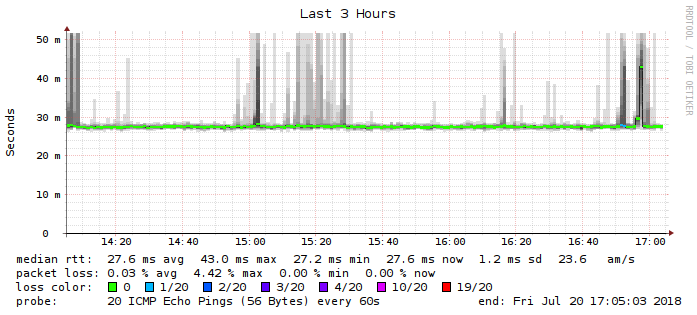 Last 3 Hours
RRDTOOL / TOBI OETIKER
Seconds
50 m
40 m
30 m
20 m
10 m
0
14:20 14:40 15:00 15:20 15:40 16:00 16:20 16:40 17:00
median rtt: 27.6 ms avg 43.0 ms max 27.2 ms min 27.6 ms now 1.2 ms sd 23.6 am/s
packet loss: 0.03 % avg 4.42 % max 0.00 % min 0.00 % now
loss color: 0 1/20 2/20 3/20 4/20 10/20 19/20
probe: 20 ICMP Echo Pings (56 Bytes) every 60s end: Fri Jul 20 17:05:03 2018